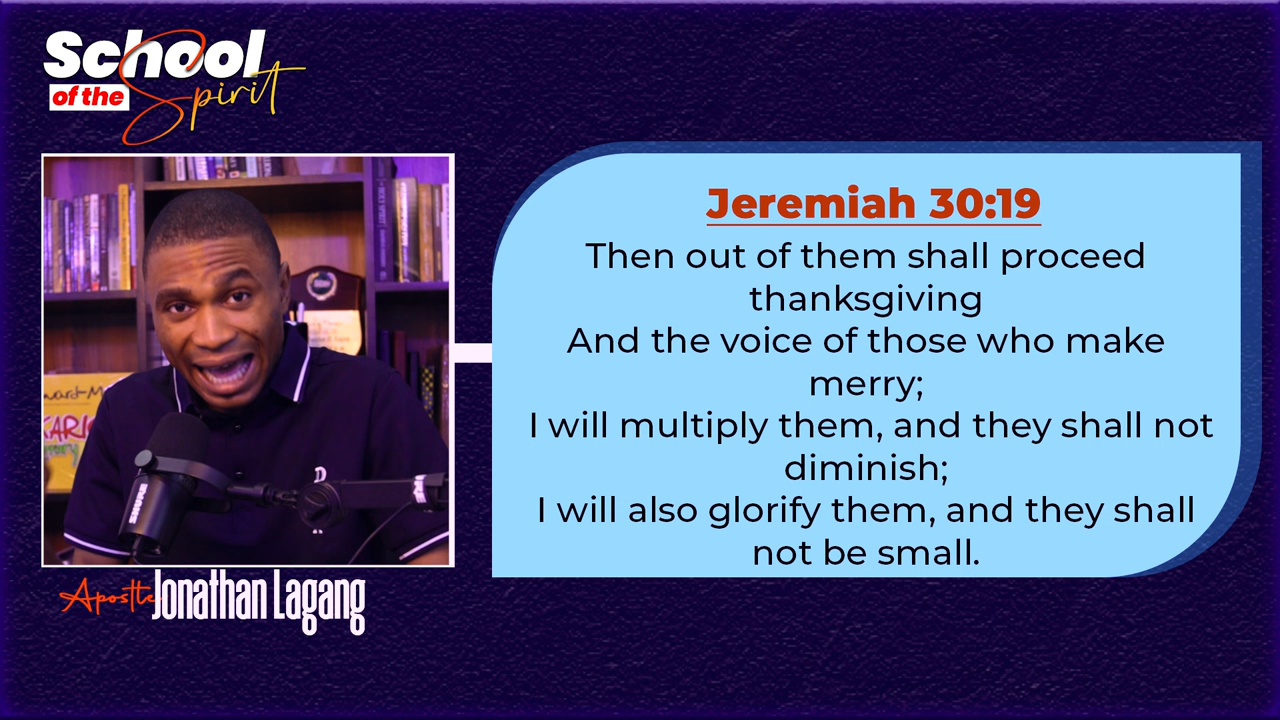 School
of the
Spirit
Jeremiah 30:19
Then out of them shall proceed
thanksgiving
And the voice of those who make
merry;
I will multiply them, and they shall not
diminish;
I will also glorify them, and they shall
not be small.
SHURE
Apostle Jonathan Lagang